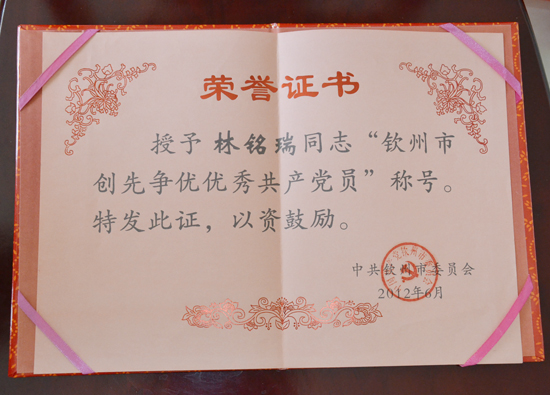 荣誉证书
授予 林铭瑞同志“钦州市
创先争优优秀共产党员”称号。
特发此证，以资鼓励。
中共钦州市委员会
2012年6月